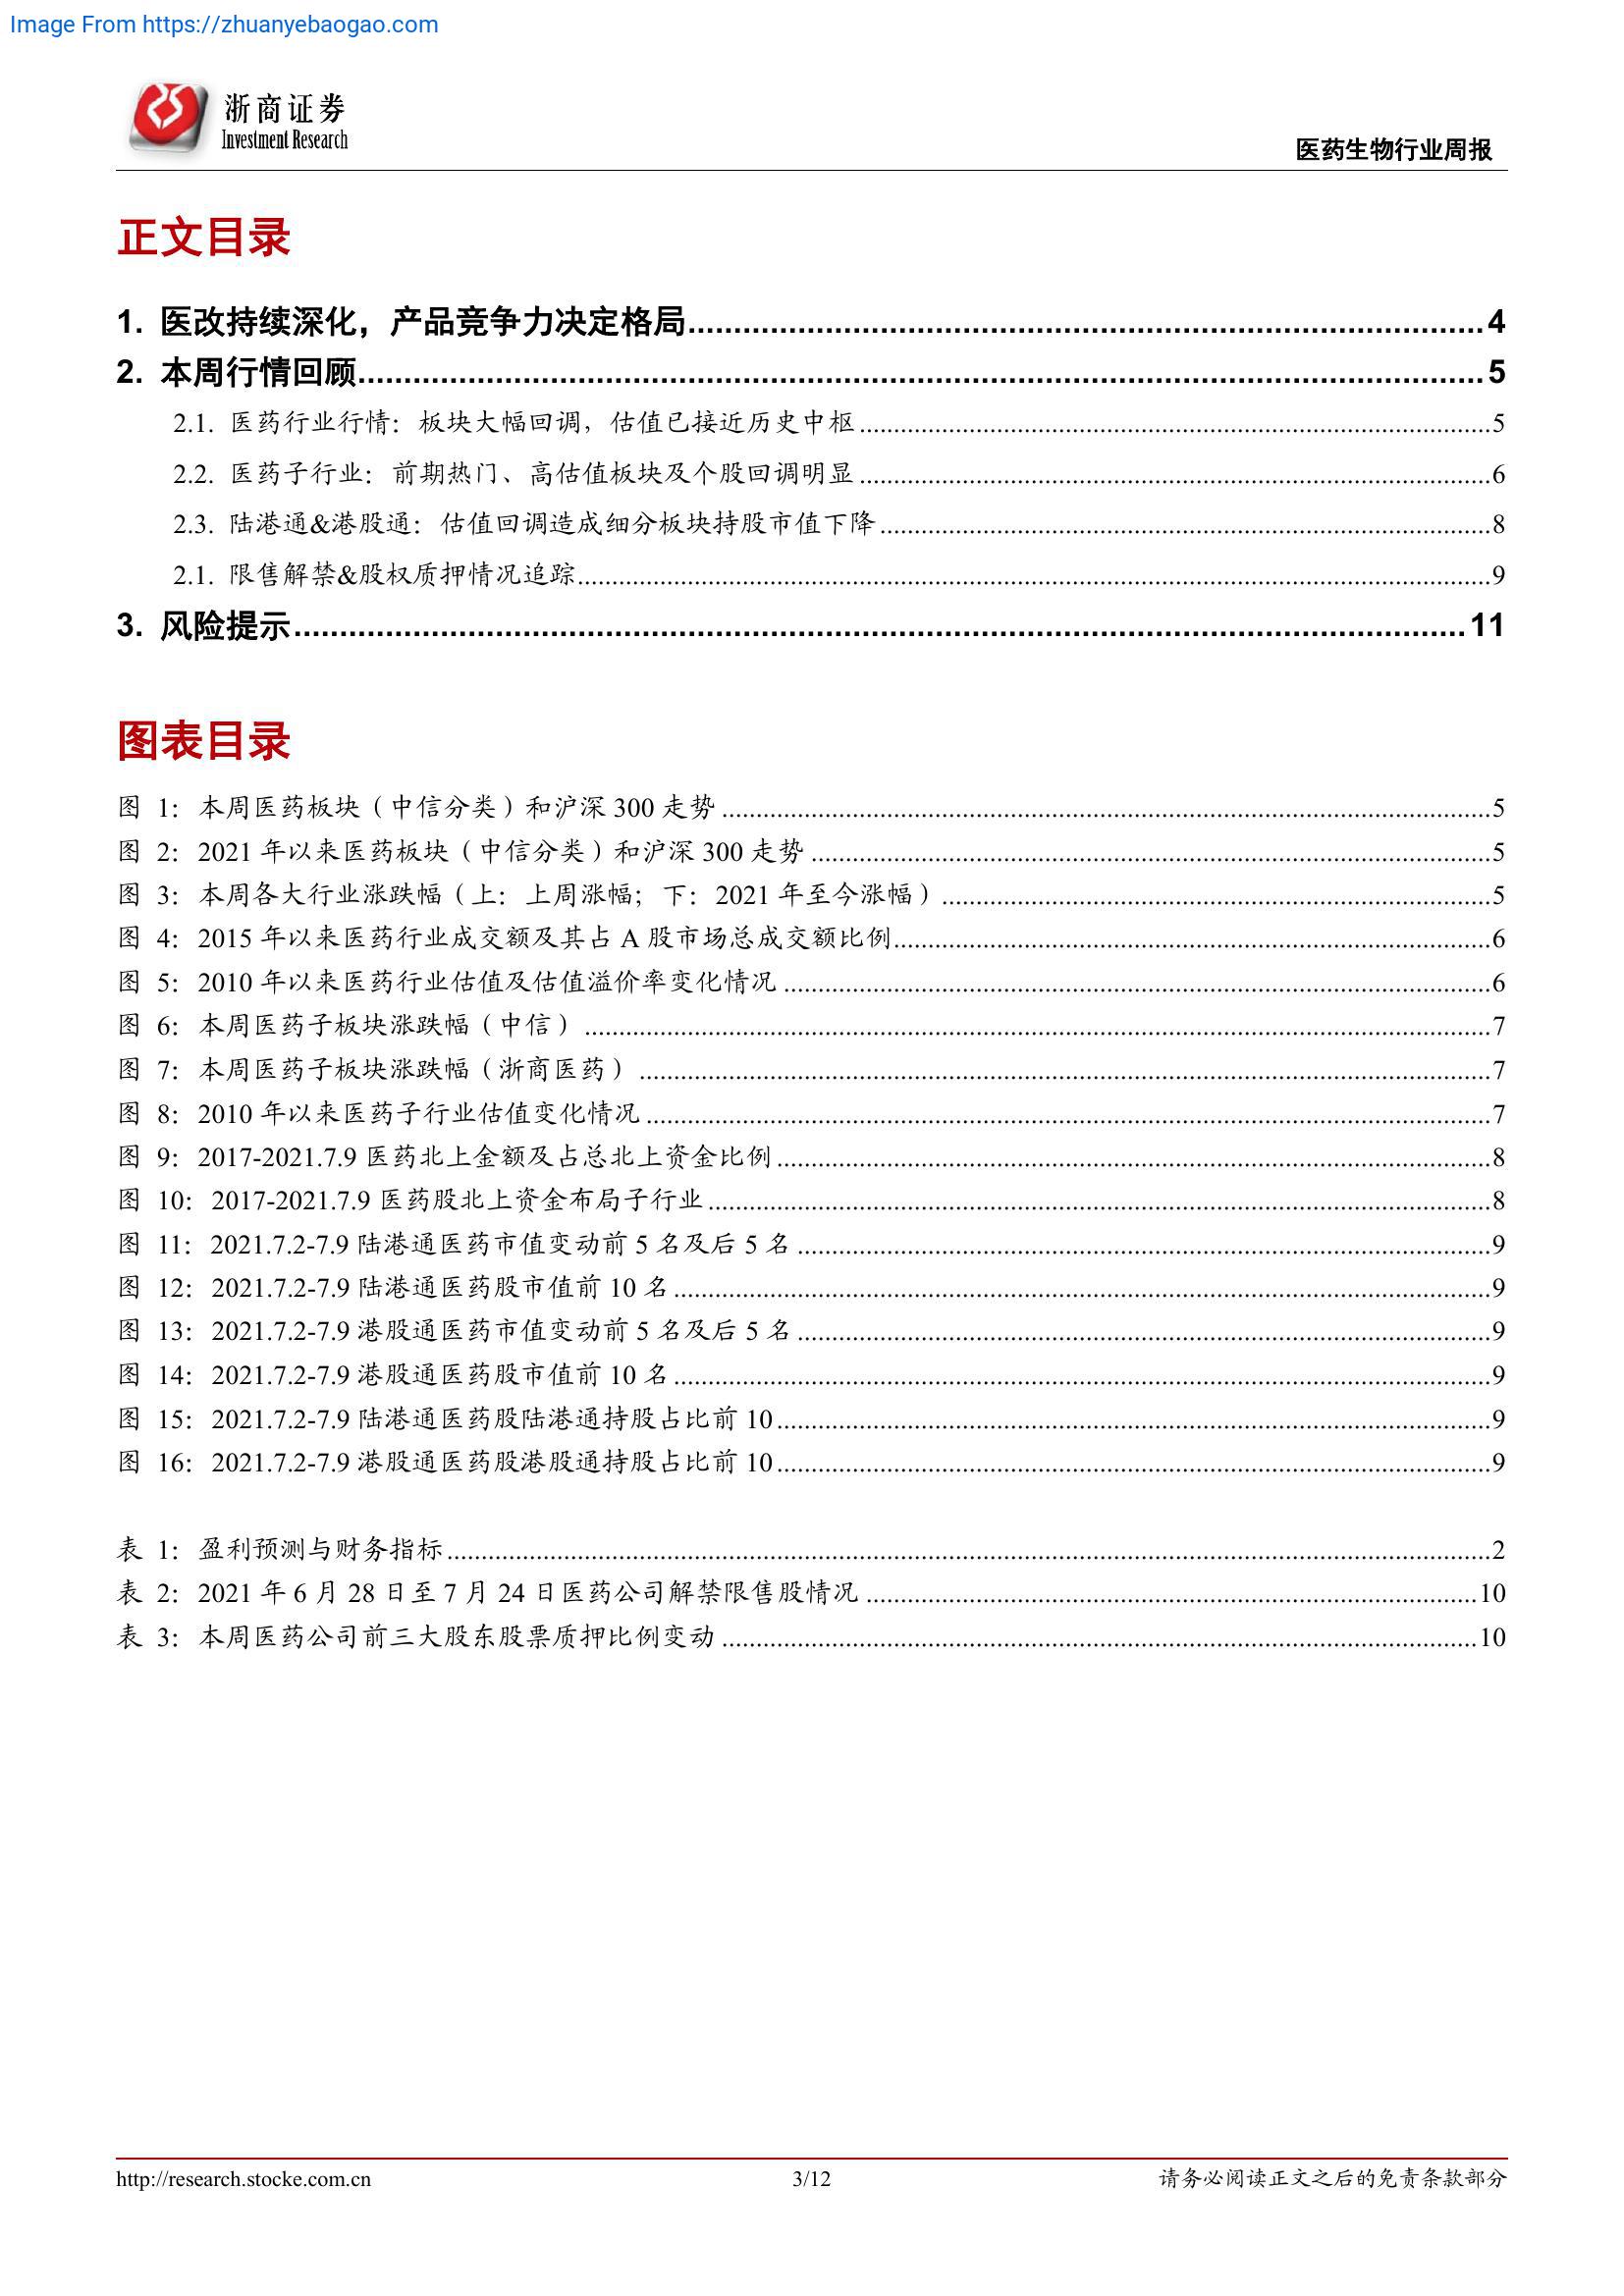 Image From https://zhuanyebaogao.com
浙商证券
Investment Research
医药生物行业周报
正文目录
1. 医改持续深化，产品竞争力决定格局 4
2. 本周行情回顾 5
2.1. 医药行业行情：板块大幅回调，估值已接近历史中枢 5
2.2. 医药子行业：前期热门、高估值板块及个股回调明显 6
2.3. 陆港通&港股通：估值回调造成细分板块持股市值下降 8
2.1. 限售解禁&股权质押情况追踪 9
3. 风险提示 11
图表目录
图 1：本周医药板块（中信分类）和沪深 300 走势 5
图 2：2021 年以来医药板块（中信分类）和沪深 300 走势 5
图 3：本周各大行业涨跌幅（上：上周涨幅；下：2021 年至今涨幅） 5
图 4：2015 年以来医药行业成交额及其占 A 股市场总成交额比例 6
图 5：2010 年以来医药行业估值及估值溢价率变化情况 6
图 6：本周医药子板块涨跌幅（中信） 7
图 7：本周医药子板块涨跌幅（浙商医药） 7
图 8：2010 年以来医药子行业估值变化情况 7
图 9：2017-2021.7.9 医药北上金额及占总北上资金比例 8
图 10：2017-2021.7.9 医药股北上资金布局子行业 8
图 11：2021.7.2-7.9 陆港通医药市值变动前 5 名及后 5 名 9
图 12：2021.7.2-7.9 陆港通医药股市值前 10 名 9
图 13：2021.7.2-7.9 港股通医药市值变动前 5 名及后 5 名 9
图 14：2021.7.2-7.9 港股通医药股市值前 10 名 9
图 15：2021.7.2-7.9 陆港通医药股陆港通持股占比前 10 9
图 16：2021.7.2-7.9 港股通医药股港股通持股占比前 10 9
表 1：盈利预测与财务指标 2
表 2：2021 年 6 月 28 日至 7 月 24 日医药公司解禁限售股情况 10
表 3：本周医药公司前三大股东股票质押比例变动 10
http://research.stocke.com.cn
3/12
请务必阅读正文之后的免责条款部分